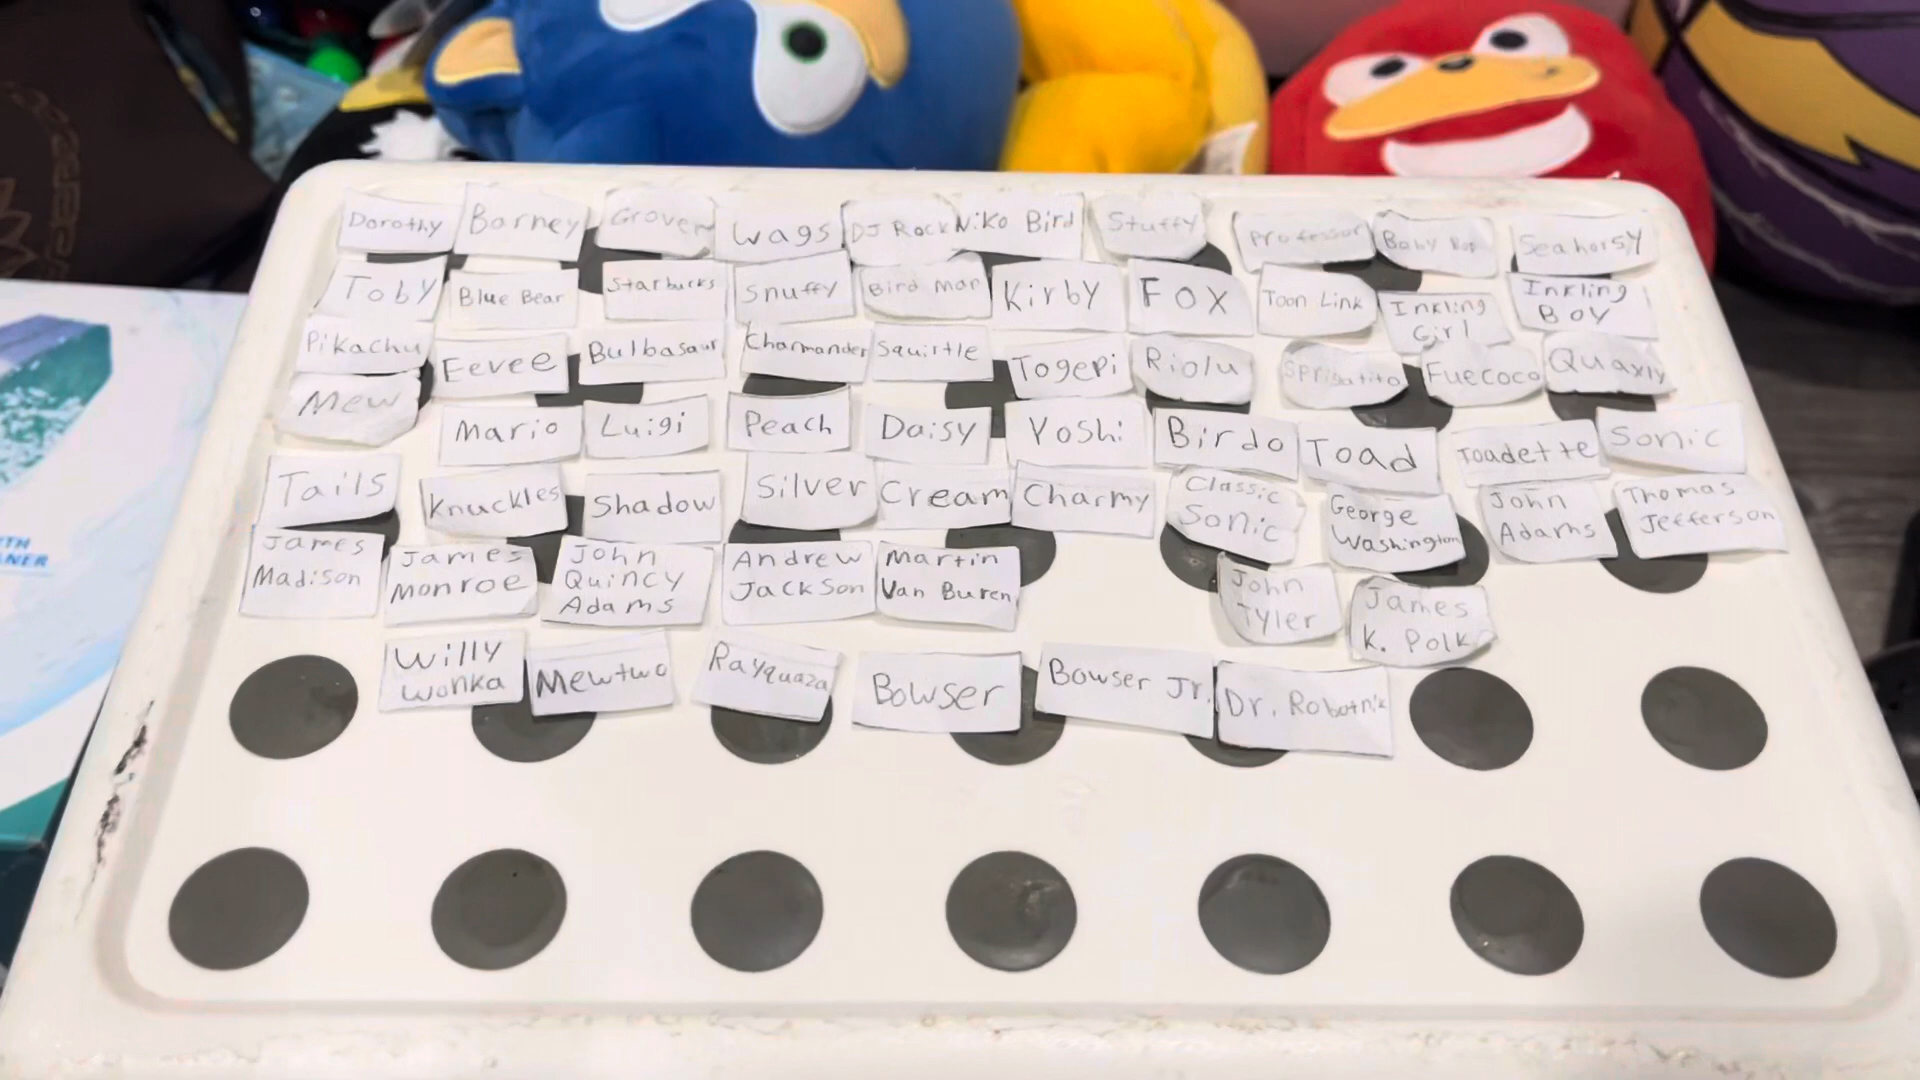 Dorothy
Barney
Grover
Wags
DJ Rock
Niko Bird
Stuffy
Professor
Baby
Seahorsy
Toby
Blue Bear
Starbucks
Snuffy
Bird Man
Kirby
Fox
Toon Link
Inkling
Girl
Inkling
Boy
Pikachu
Eevee
Bulbasaur
Charmander
Squirtle
Togepi
Riolu
Sprigatito
Fuecoco
Quaxly
Mew
Mario
Luigi
Peach
Daisy
Yoshi
Birdo
Toad
Toadette
Sonic
Tails
Knuckles
Shadow
Silver
Cream
Charmy
Classic
Sonic
George
Washington
John
Adams
Thomas
Jefferson
James
Madison
James
Monroe
John
Quincy
Adams
Andrew
Jackson
Martin
Van Buren
John
Tyler
James
K. Polk
Willy
Wonka
Mewtwo
Rayquaza
Bowser
Bowser Jr.
Dr. Robotnik